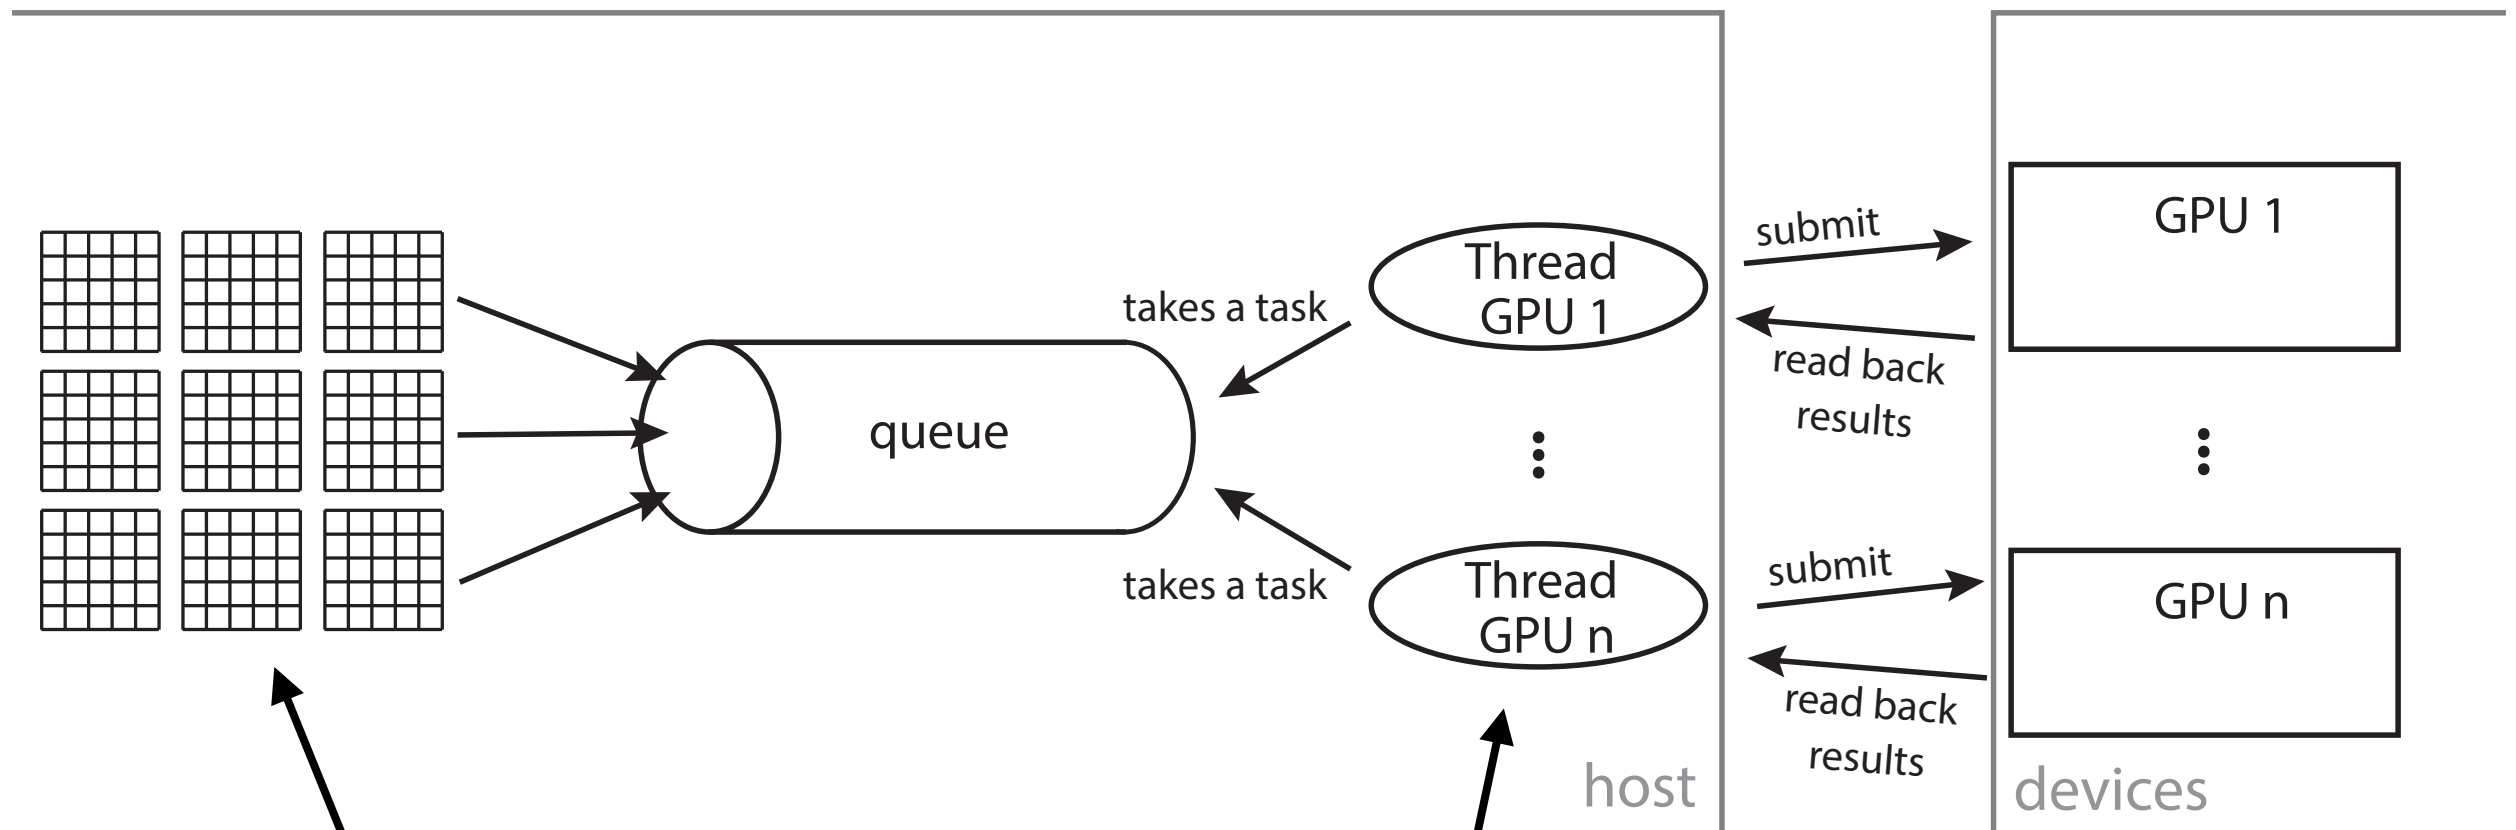 queue
takes a task
takes a task
Thread
GPU 1
Thread
GPU n
submit
read back
results
submit
read back
results
host
GPU 1
GPU n
devices